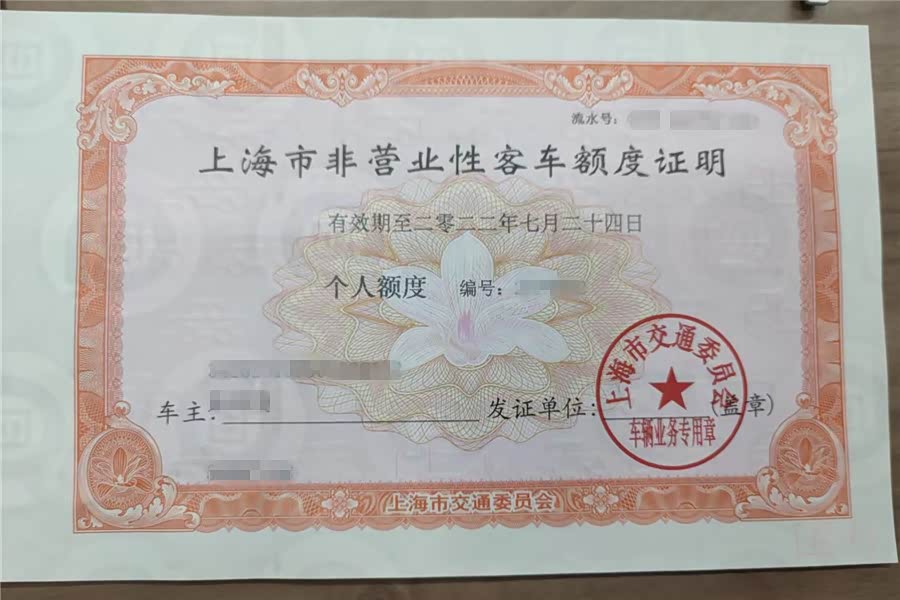 流水号：
上海市非营业性客车额度证明
有效期至二零二二年七月二十四日
个人额度 编号：
车主： 发证单位： (盖章)
上海市交通委员会
车辆业务专用章
上海市交通委员会